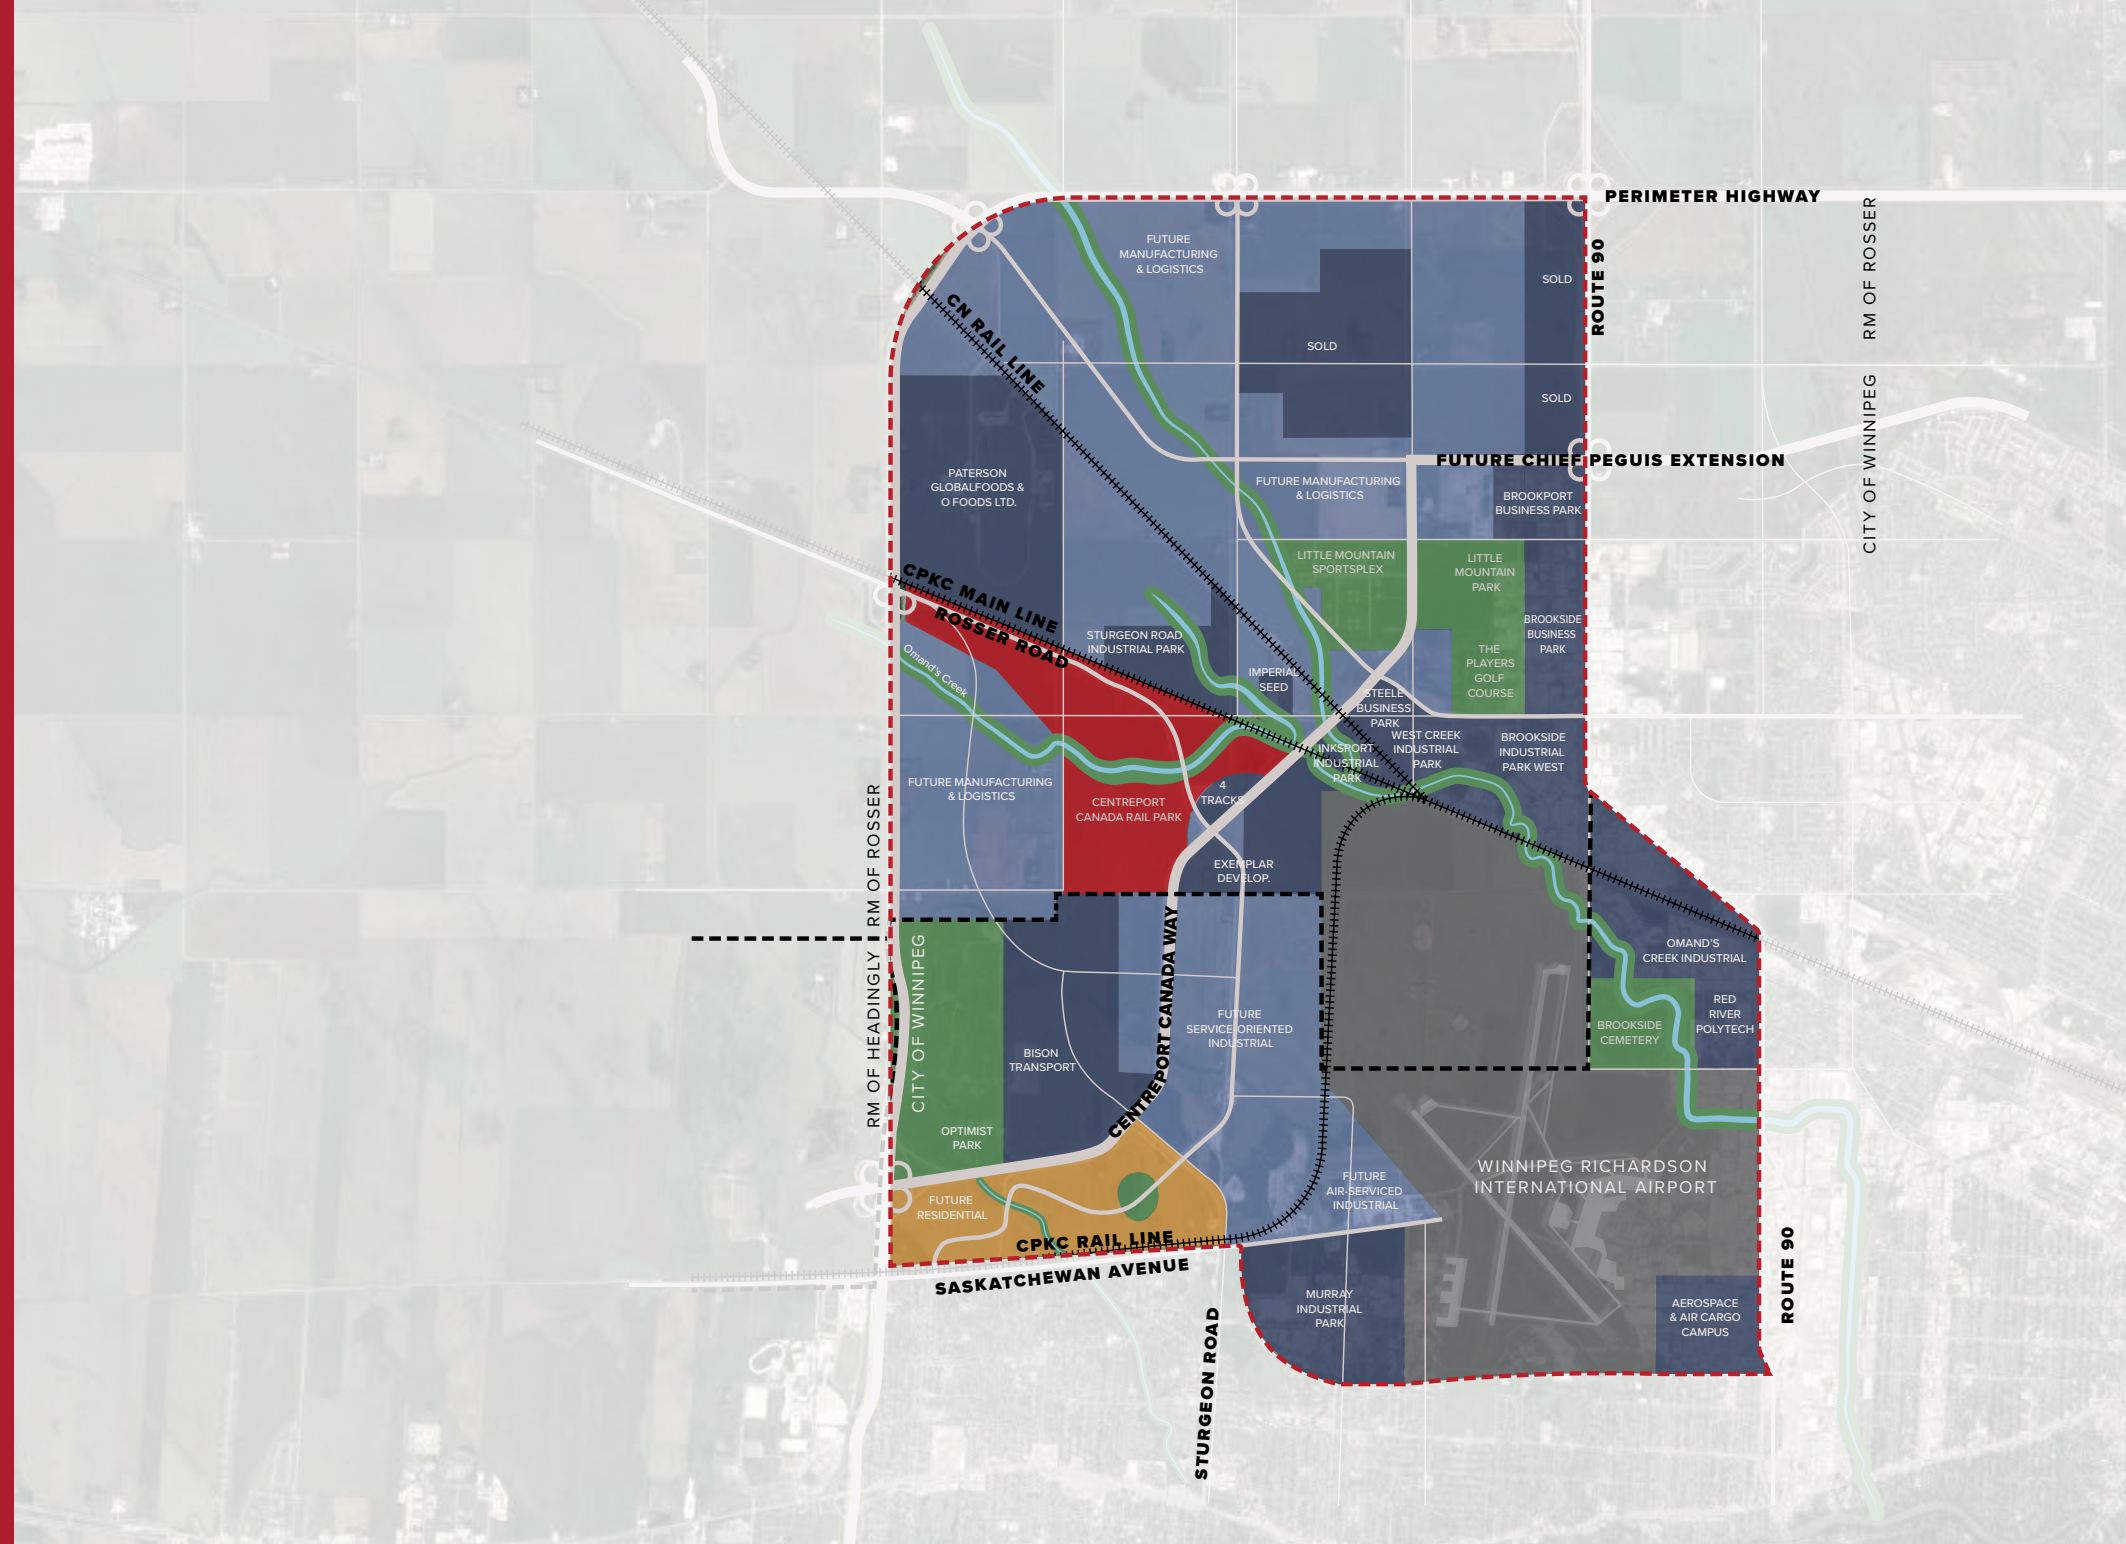 PERIMETER HIGHWAY
RM OF ROSSER
CITY OF WINNIPEG
ROUTE 90
FUTURE
MANUFACTURING
& LOGISTICS
SOLD
SOLD
SOLD
CN RAIL LINE
FUTURE CHIEF PEGUIS EXTENSION
PATERSON
GLOBALFOODS &
O FOODS LTD.
FUTURE MANUFACTURING
& LOGISTICS
BROOKPORT
BUSINESS PARK
LITTLE MOUNTAIN
SPORTSPLEX
LITTLE
MOUNTAIN
PARK
CPKC MAIN LINE
ROSSER ROAD
STURGEON ROAD
INDUSTRIAL PARK
BROOKSIDE
BUSINESS
PARK
THE
PLAYERS
GOLF
COURSE
Omand's Creek
IMPERIAL
SEED
STEELE
BUSINESS
PARK
WEST CREEK
INDUSTRIAL
PARK
BROOKSIDE
INDUSTRIAL
PARK WEST
INKSPORT
INDUSTRIAL
PARK
FUTURE MANUFACTURING
& LOGISTICS
CENTREPORT
CANADA RAIL PARK
4
TRACKS
EXEMPLAR
DEVELOP.
RM OF ROSSER
RM OF HEADINGLY
CITY OF WINNIPEG
CENTREPORT CANADA WAY
OMAND'S
CREEK INDUSTRIAL
RED
RIVER
POLYTECH
BROOKSIDE
CEMETERY
FUTURE
SERVICE-ORIENTED
INDUSTRIAL
BISON
TRANSPORT
OPTIMIST
PARK
WINNIPEG RICHARDSON
INTERNATIONAL AIRPORT
FUTURE
AIR-SERVICED
INDUSTRIAL
FUTURE
RESIDENTIAL
CPKC RAIL LINE
SASKATCHEWAN AVENUE
ROUTE 90
MURRAY
INDUSTRIAL
PARK
AEROSPACE
& AIR CARGO
CAMPUS
STURGEON ROAD